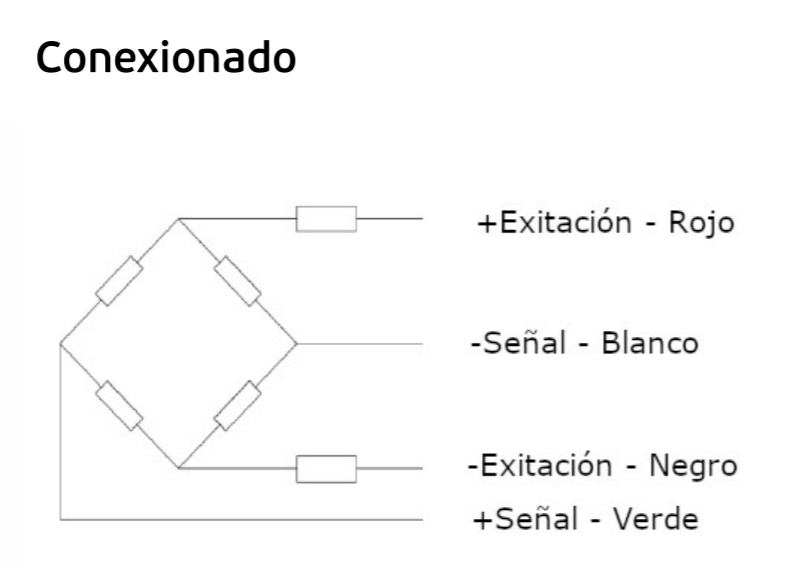 Conexionado
+Exitación - Rojo
-Señal - Blanco
-Exitación - Negro
+Señal - Verde